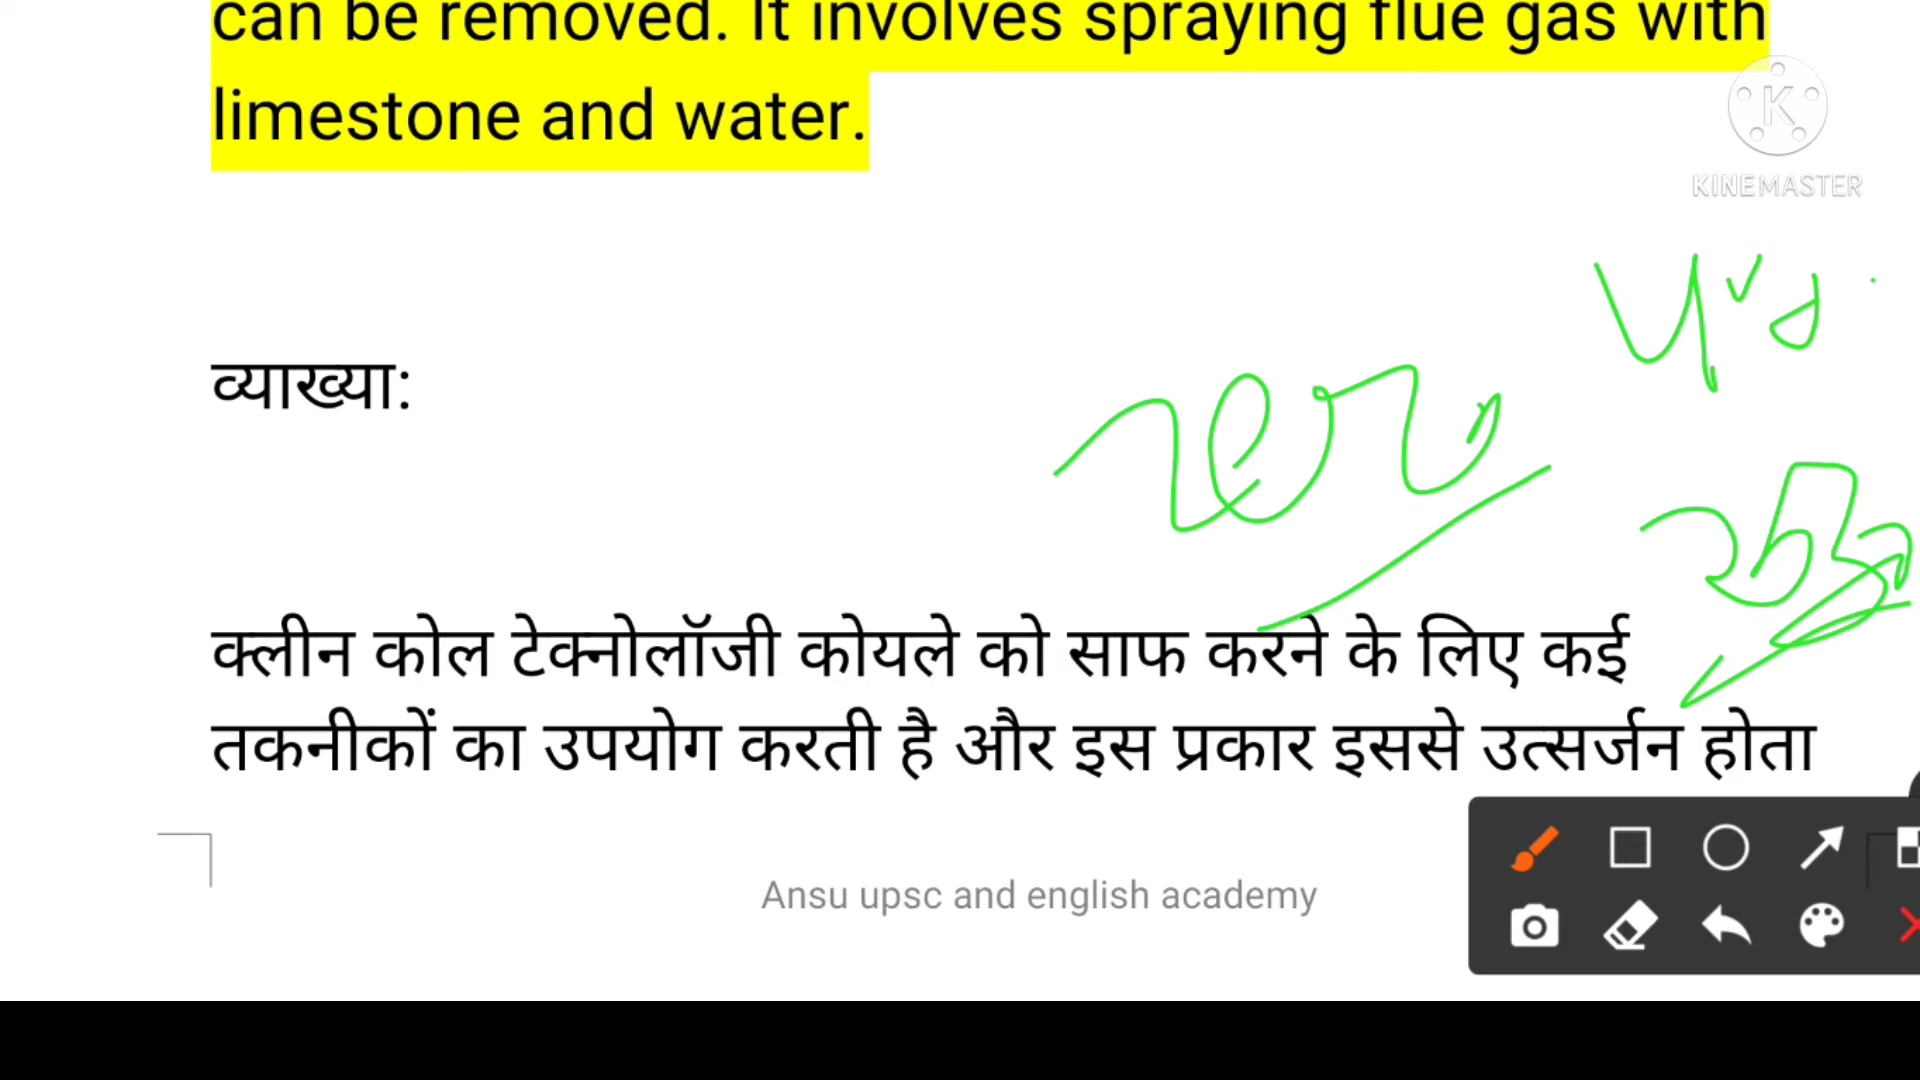 can be removed. It involves spraying flue gas with
limestone and water.
KINEMASTER
व्याख्या:
क्लीन कोल टेक्नोलॉजी कोयले को साफ करने के लिए कई
तकनीकों का उपयोग करती है और इस प्रकार इससे उत्सर्जन होता
Ansu upsc and english academy